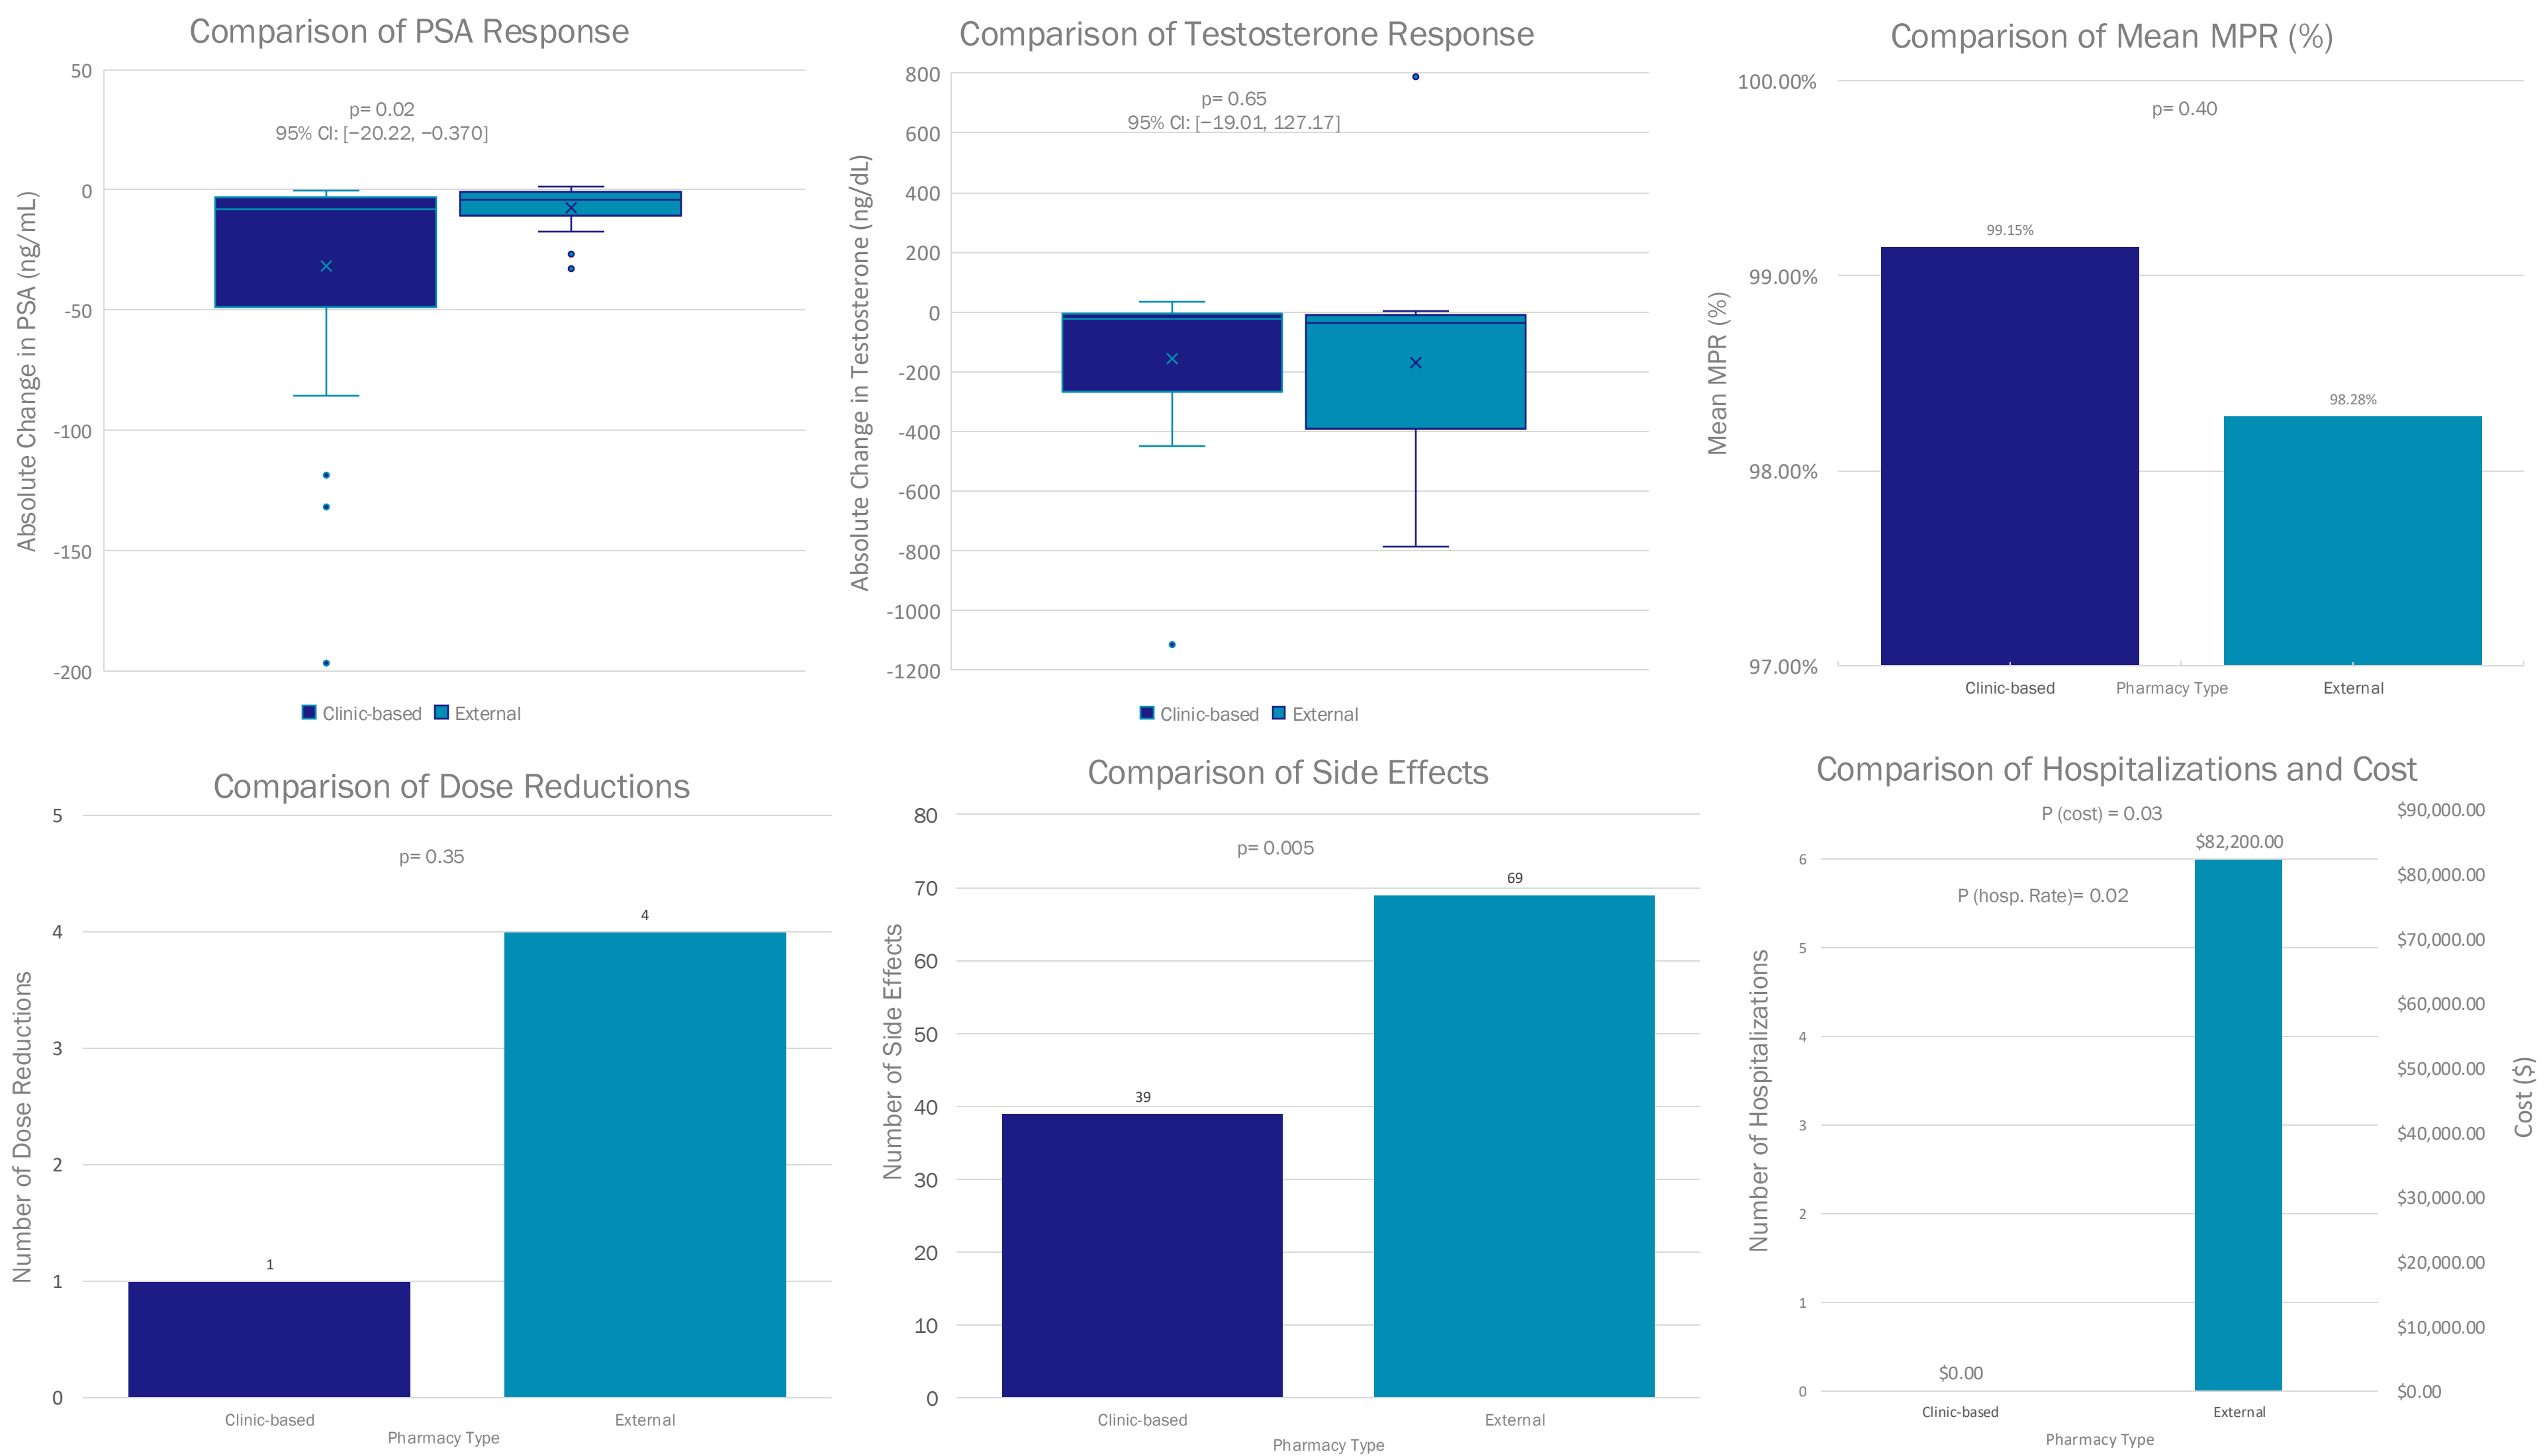 Comparison of PSA Response
p= 0.02
95% CI: [−20.22, −0.370]
Absolute Change in PSA (ng/mL)
50
0
-50
-100
-150
-200
Clinic-based
External
Comparison of Testosterone Response
p= 0.65
95% CI: [−19.01, 127.17]
Absolute Change in Testosterone (ng/dL)
800
600
400
200
0
-200
-400
-600
-800
-1000
-1200
Clinic-based
External
Comparison of Mean MPR (%)
p= 0.40
Mean MPR (%)
100.00%
99.00%
98.00%
97.00%
99.15%
98.28%
Clinic-based
Pharmacy Type
External
Comparison of Dose Reductions
p= 0.35
Number of Dose Reductions
5
4
3
2
1
0
1
4
Clinic-based
External
Pharmacy Type
Comparison of Side Effects
p= 0.005
Number of Side Effects
80
70
60
50
40
30
20
10
0
39
69
Clinic-based
External
Pharmacy Type
Comparison of Hospitalizations and Cost
P (cost) = 0.03
P (hosp. Rate)= 0.02
Number of Hospitalizations
6
5
4
3
2
1
0
$0.00
$82,200.00
$90,000.00
$80,000.00
$70,000.00
$60,000.00
$50,000.00
$40,000.00
$30,000.00
$20,000.00
$10,000.00
$0.00
Cost ($)
Clinic-based
External
Pharmacy Type